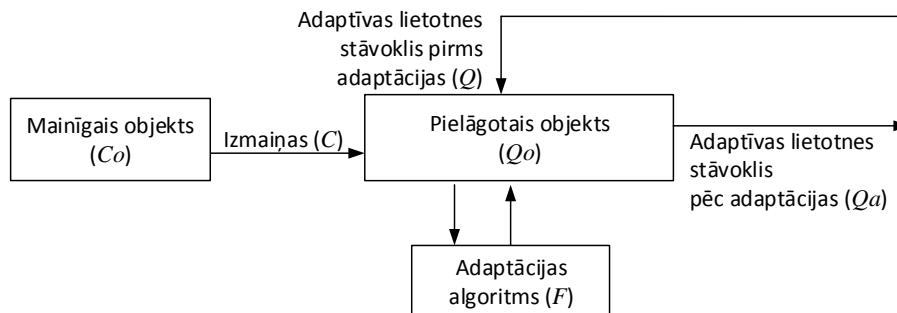 Adaptīvas lietotnes
stāvoklis pirms
adaptācijas (Q)
Mainīgais objekts
(Co)
Izmaiņas (C)
Pielāgotais objekts
(Qo)
Adaptīvas lietotnes
stāvoklis
pēc adaptācijas (Qa)
Adaptācijas
algoritms (F)